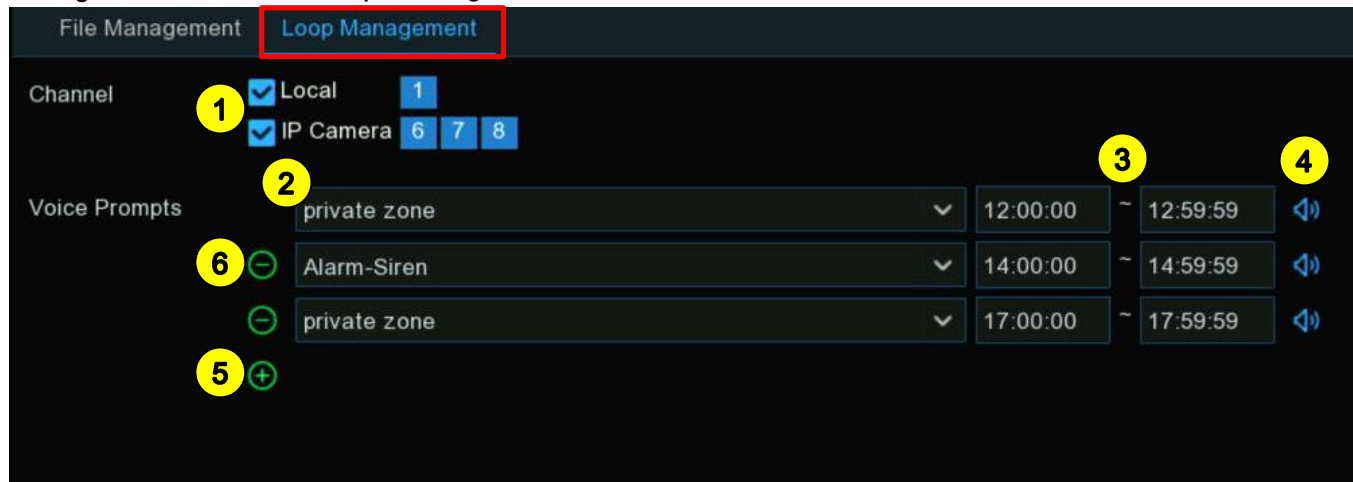 File Management Loop Management
Channel 1 Local 1
IP Camera 6 7 8
2 3 4
Voice Prompts private zone 12:00:00 ~ 12:59:59
6 Alarm-Siren 14:00:00 ~ 14:59:59
private zone 17:00:00 ~ 17:59:59
5